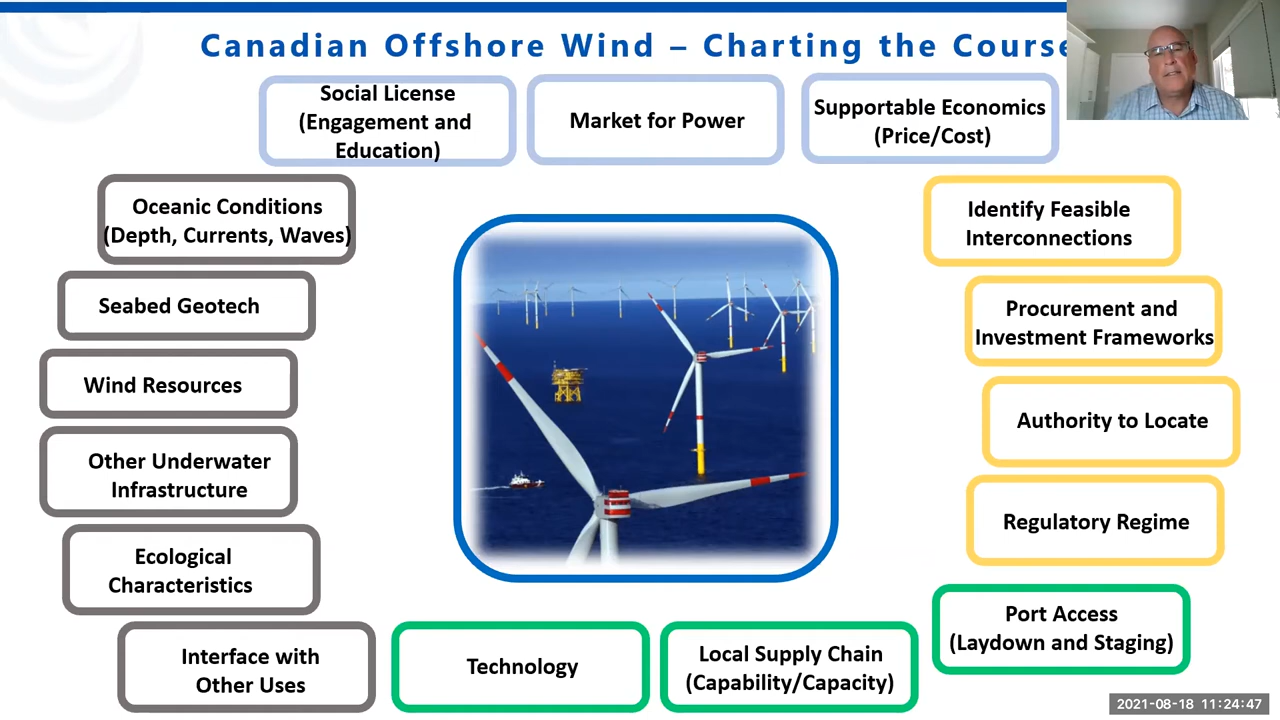 Canadian Offshore Wind – Charting the Course
Social License
(Engagement and
Education)
Market for Power
Supportable Economics
(Price/Cost)
Oceanic Conditions
(Depth, Currents, Waves)
Identify Feasible
Interconnections
Seabed Geotech
Procurement and
Investment Frameworks
Wind Resources
Authority to Locate
Other Underwater
Infrastructure
Regulatory Regime
Ecological
Characteristics
Port Access
(Laydown and Staging)
Interface with
Other Uses
Technology
Local Supply Chain
(Capability/Capacity)
2021-08-18 11:24:47